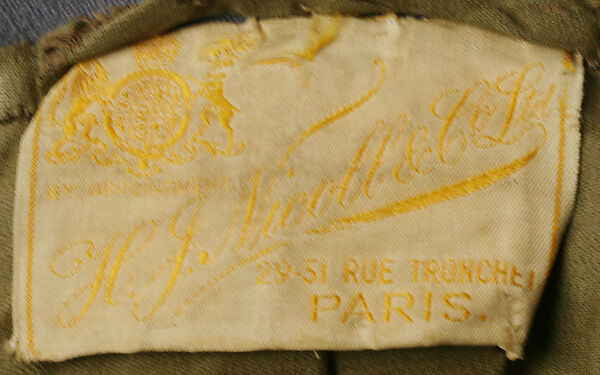 BY APPOINTMENT
H.J. Nicoll & Co. Ltd
29-31 RUE TRONCHET
PARIS.